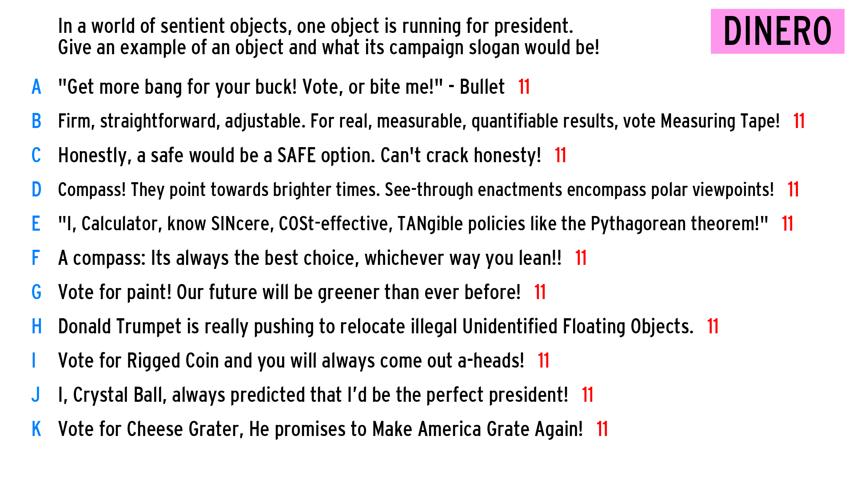 In a world of sentient objects, one object is running for president.
Give an example of an object and what its campaign slogan would be!
DINERO
A "Get more bang for your buck! Vote, or bite me!" - Bullet 11
B Firm, straightforward, adjustable. For real, measurable, quantifiable results, vote Measuring Tape! 11
C Honestly, a safe would be a SAFE option. Can't crack honesty! 11
D Compass! They point towards brighter times. See-through enactments encompass polar viewpoints! 11
E "I, Calculator, know SINcere, COSt-effective, TANgible policies like the Pythagorean theorem!" 11
F A compass: Its always the best choice, whichever way you lean!! 11
G Vote for paint! Our future will be greener than ever before! 11
H Donald Trumpet is really pushing to relocate illegal Unidentified Floating Objects. 11
I Vote for Rigged Coin and you will always come out a-heads! 11
J I, Crystal Ball, always predicted that I’d be the perfect president! 11
K Vote for Cheese Grater, He promises to Make America Grate Again! 11